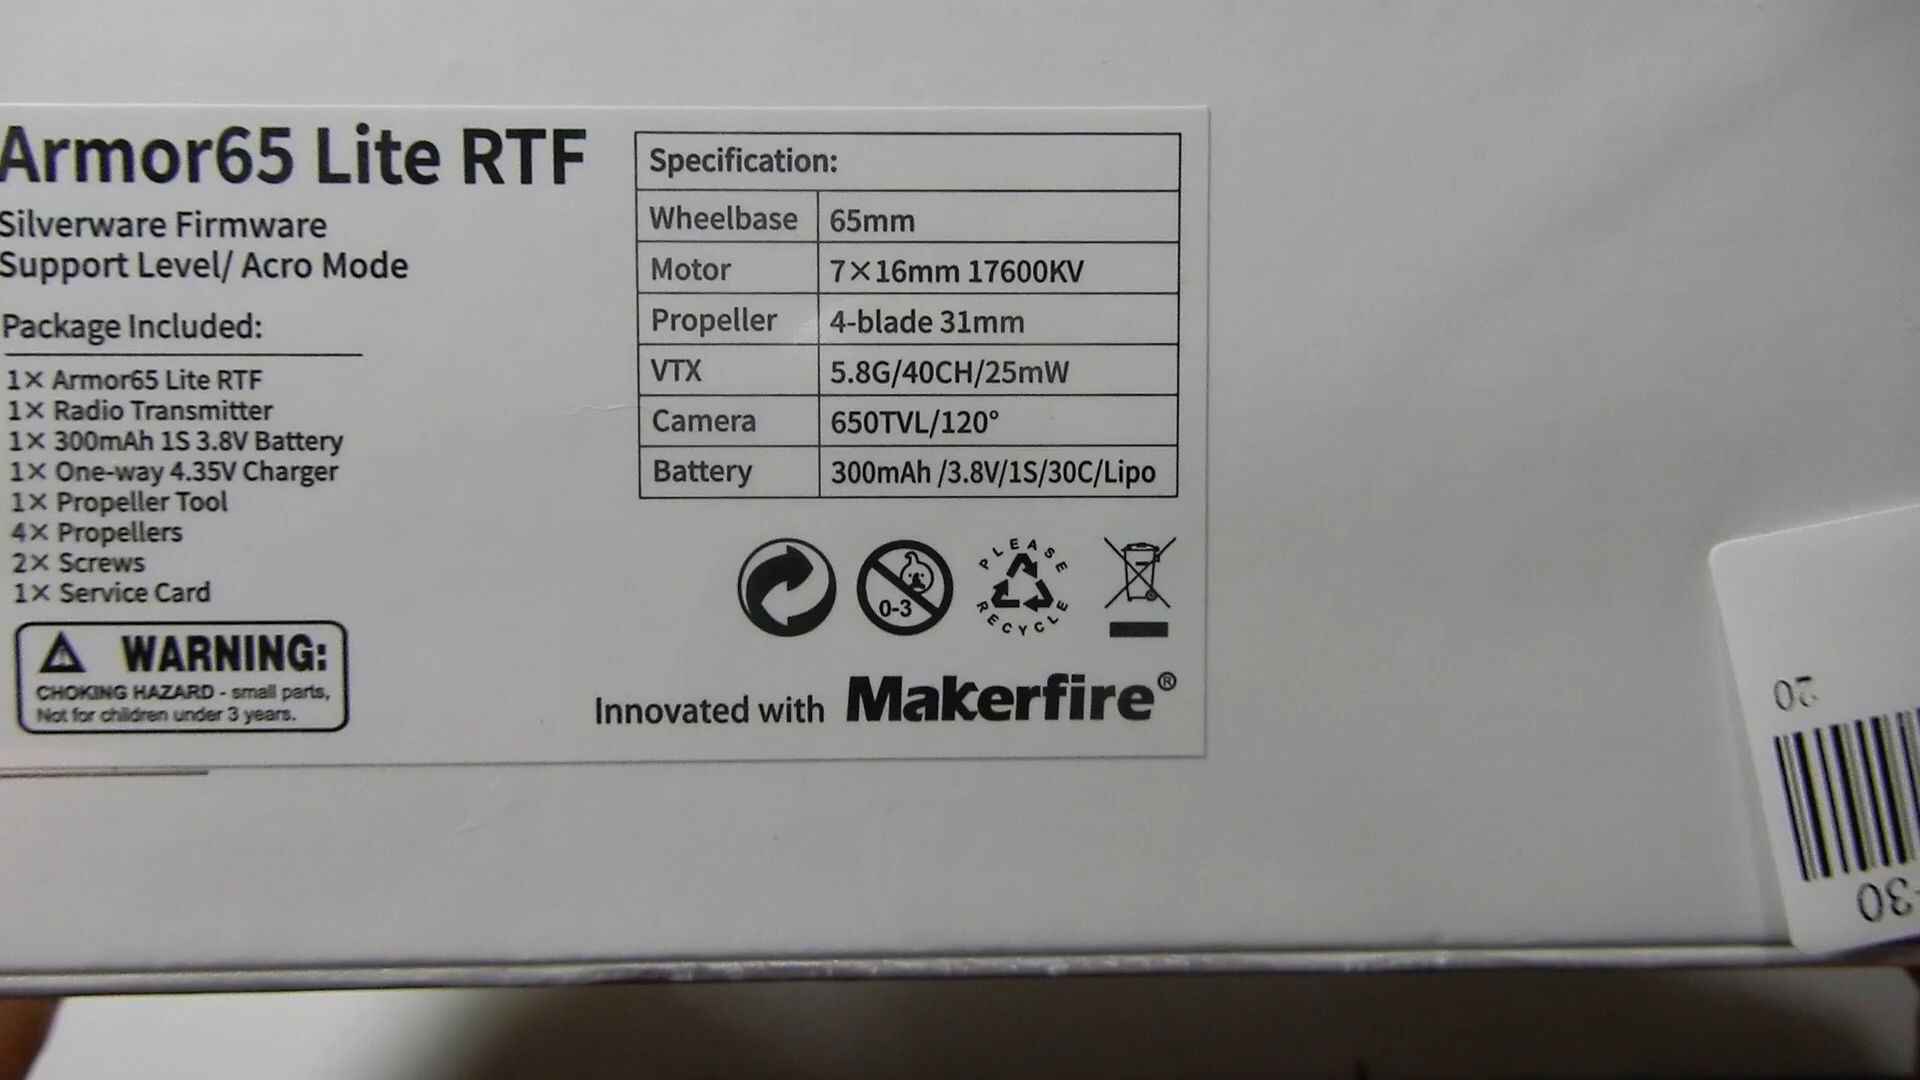 Armor65 Lite RTF
Silverware Firmware
Support Level/ Acro Mode
Package Included:
1× Armor65 Lite RTF
1× Radio Transmitter
1× 300mAh 1S 3.8V Battery
1× One-way 4.35V Charger
1× Propeller Tool
4× Propellers
2× Screws
1× Service Card
WARNING:
CHOKING HAZARD - small parts,
Not for children under 3 years.
Specification:
Wheelbase 65mm
Motor 7×16mm 17600KV
Propeller 4-blade 31mm
VTX 5.8G/40CH/25mW
Camera 650TVL/120°
Battery 300mAh /3.8V/1S/30C/Lipo
0-3
PLEASE
RECYCLE
Innovated with Makerfire®